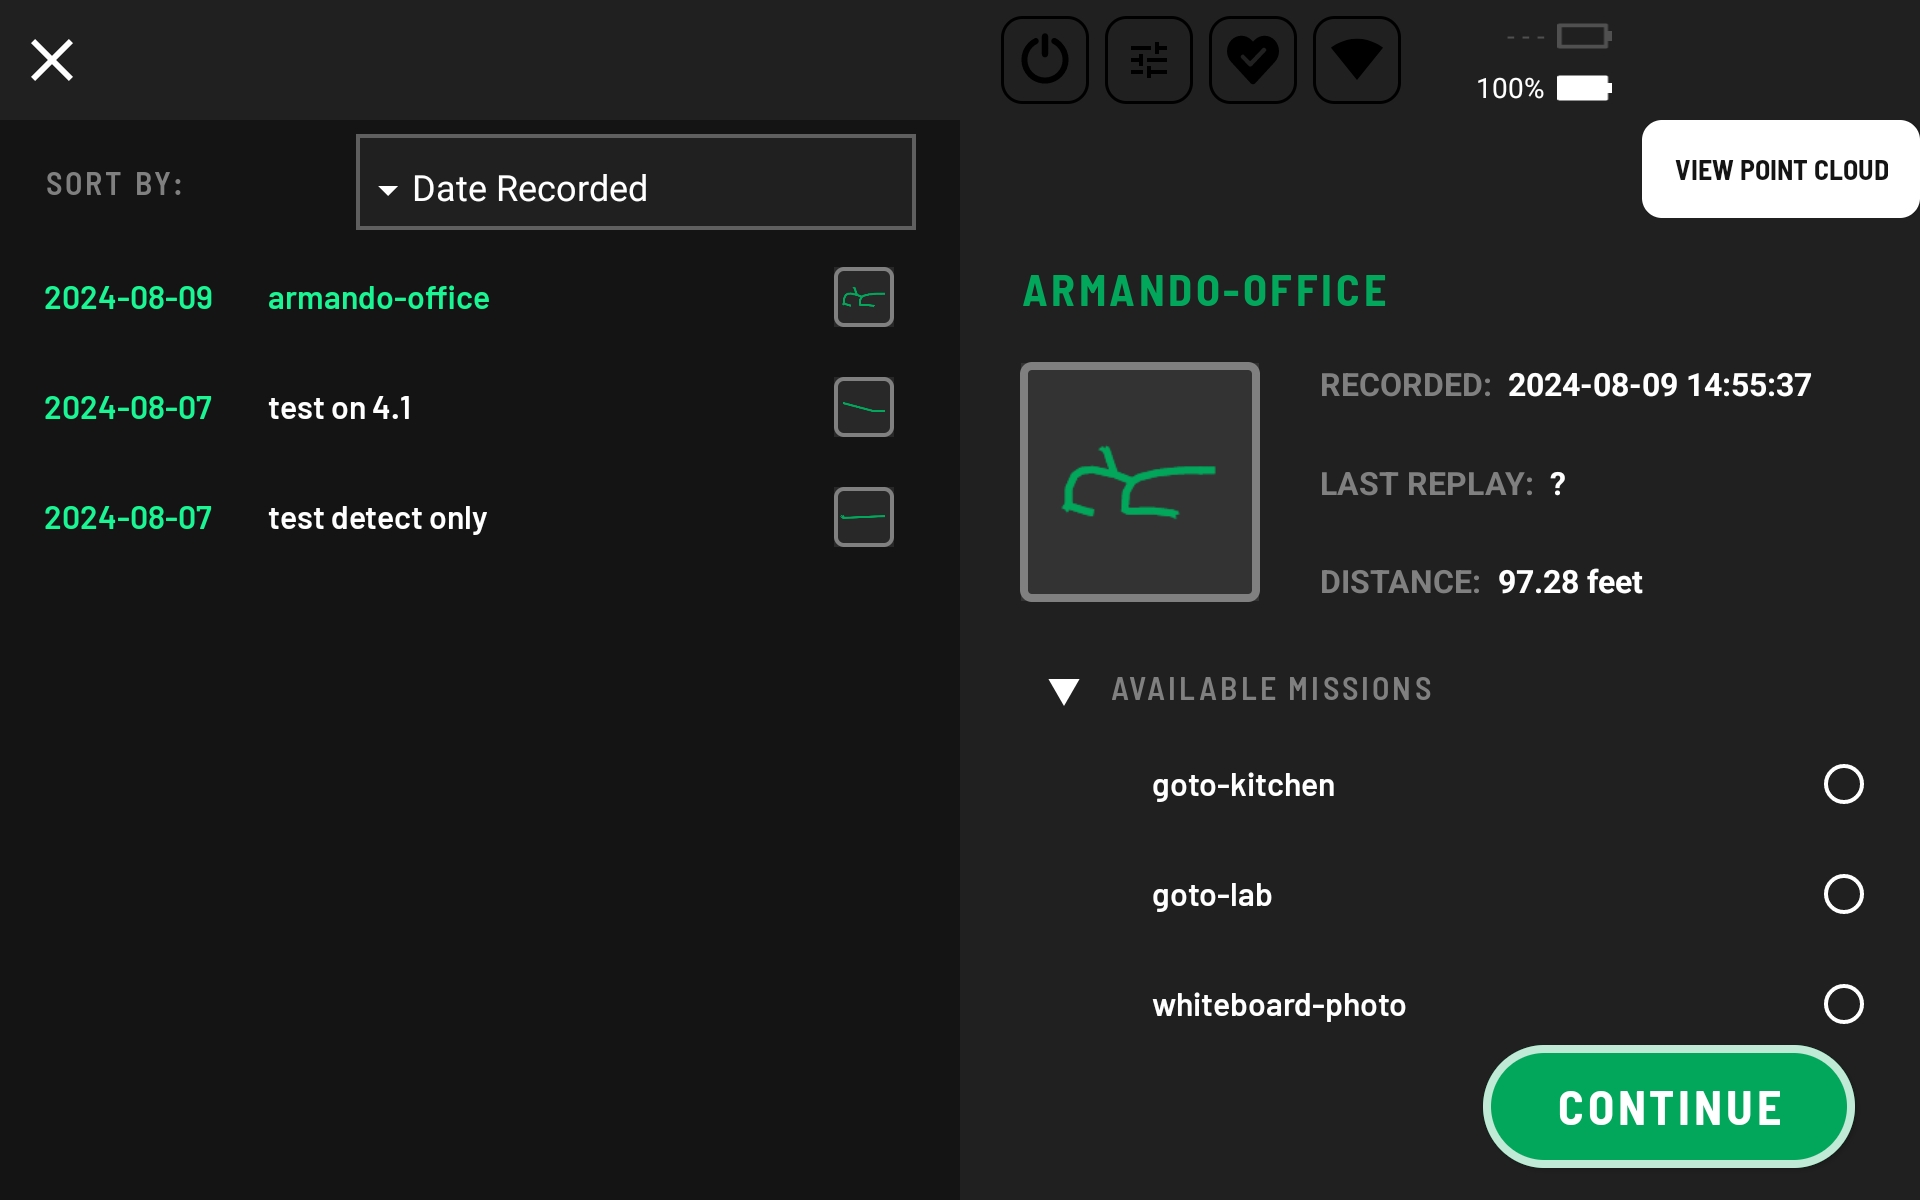 - - -
100%
SORT BY:
Date Recorded
VIEW POINT CLOUD
2024-08-09 armando-office
2024-08-07 test on 4.1
2024-08-07 test detect only
ARMANDO-OFFICE
RECORDED: 2024-08-09 14:55:37
LAST REPLAY: ?
DISTANCE: 97.28 feet
AVAILABLE MISSIONS
goto-kitchen
goto-lab
whiteboard-photo
CONTINUE